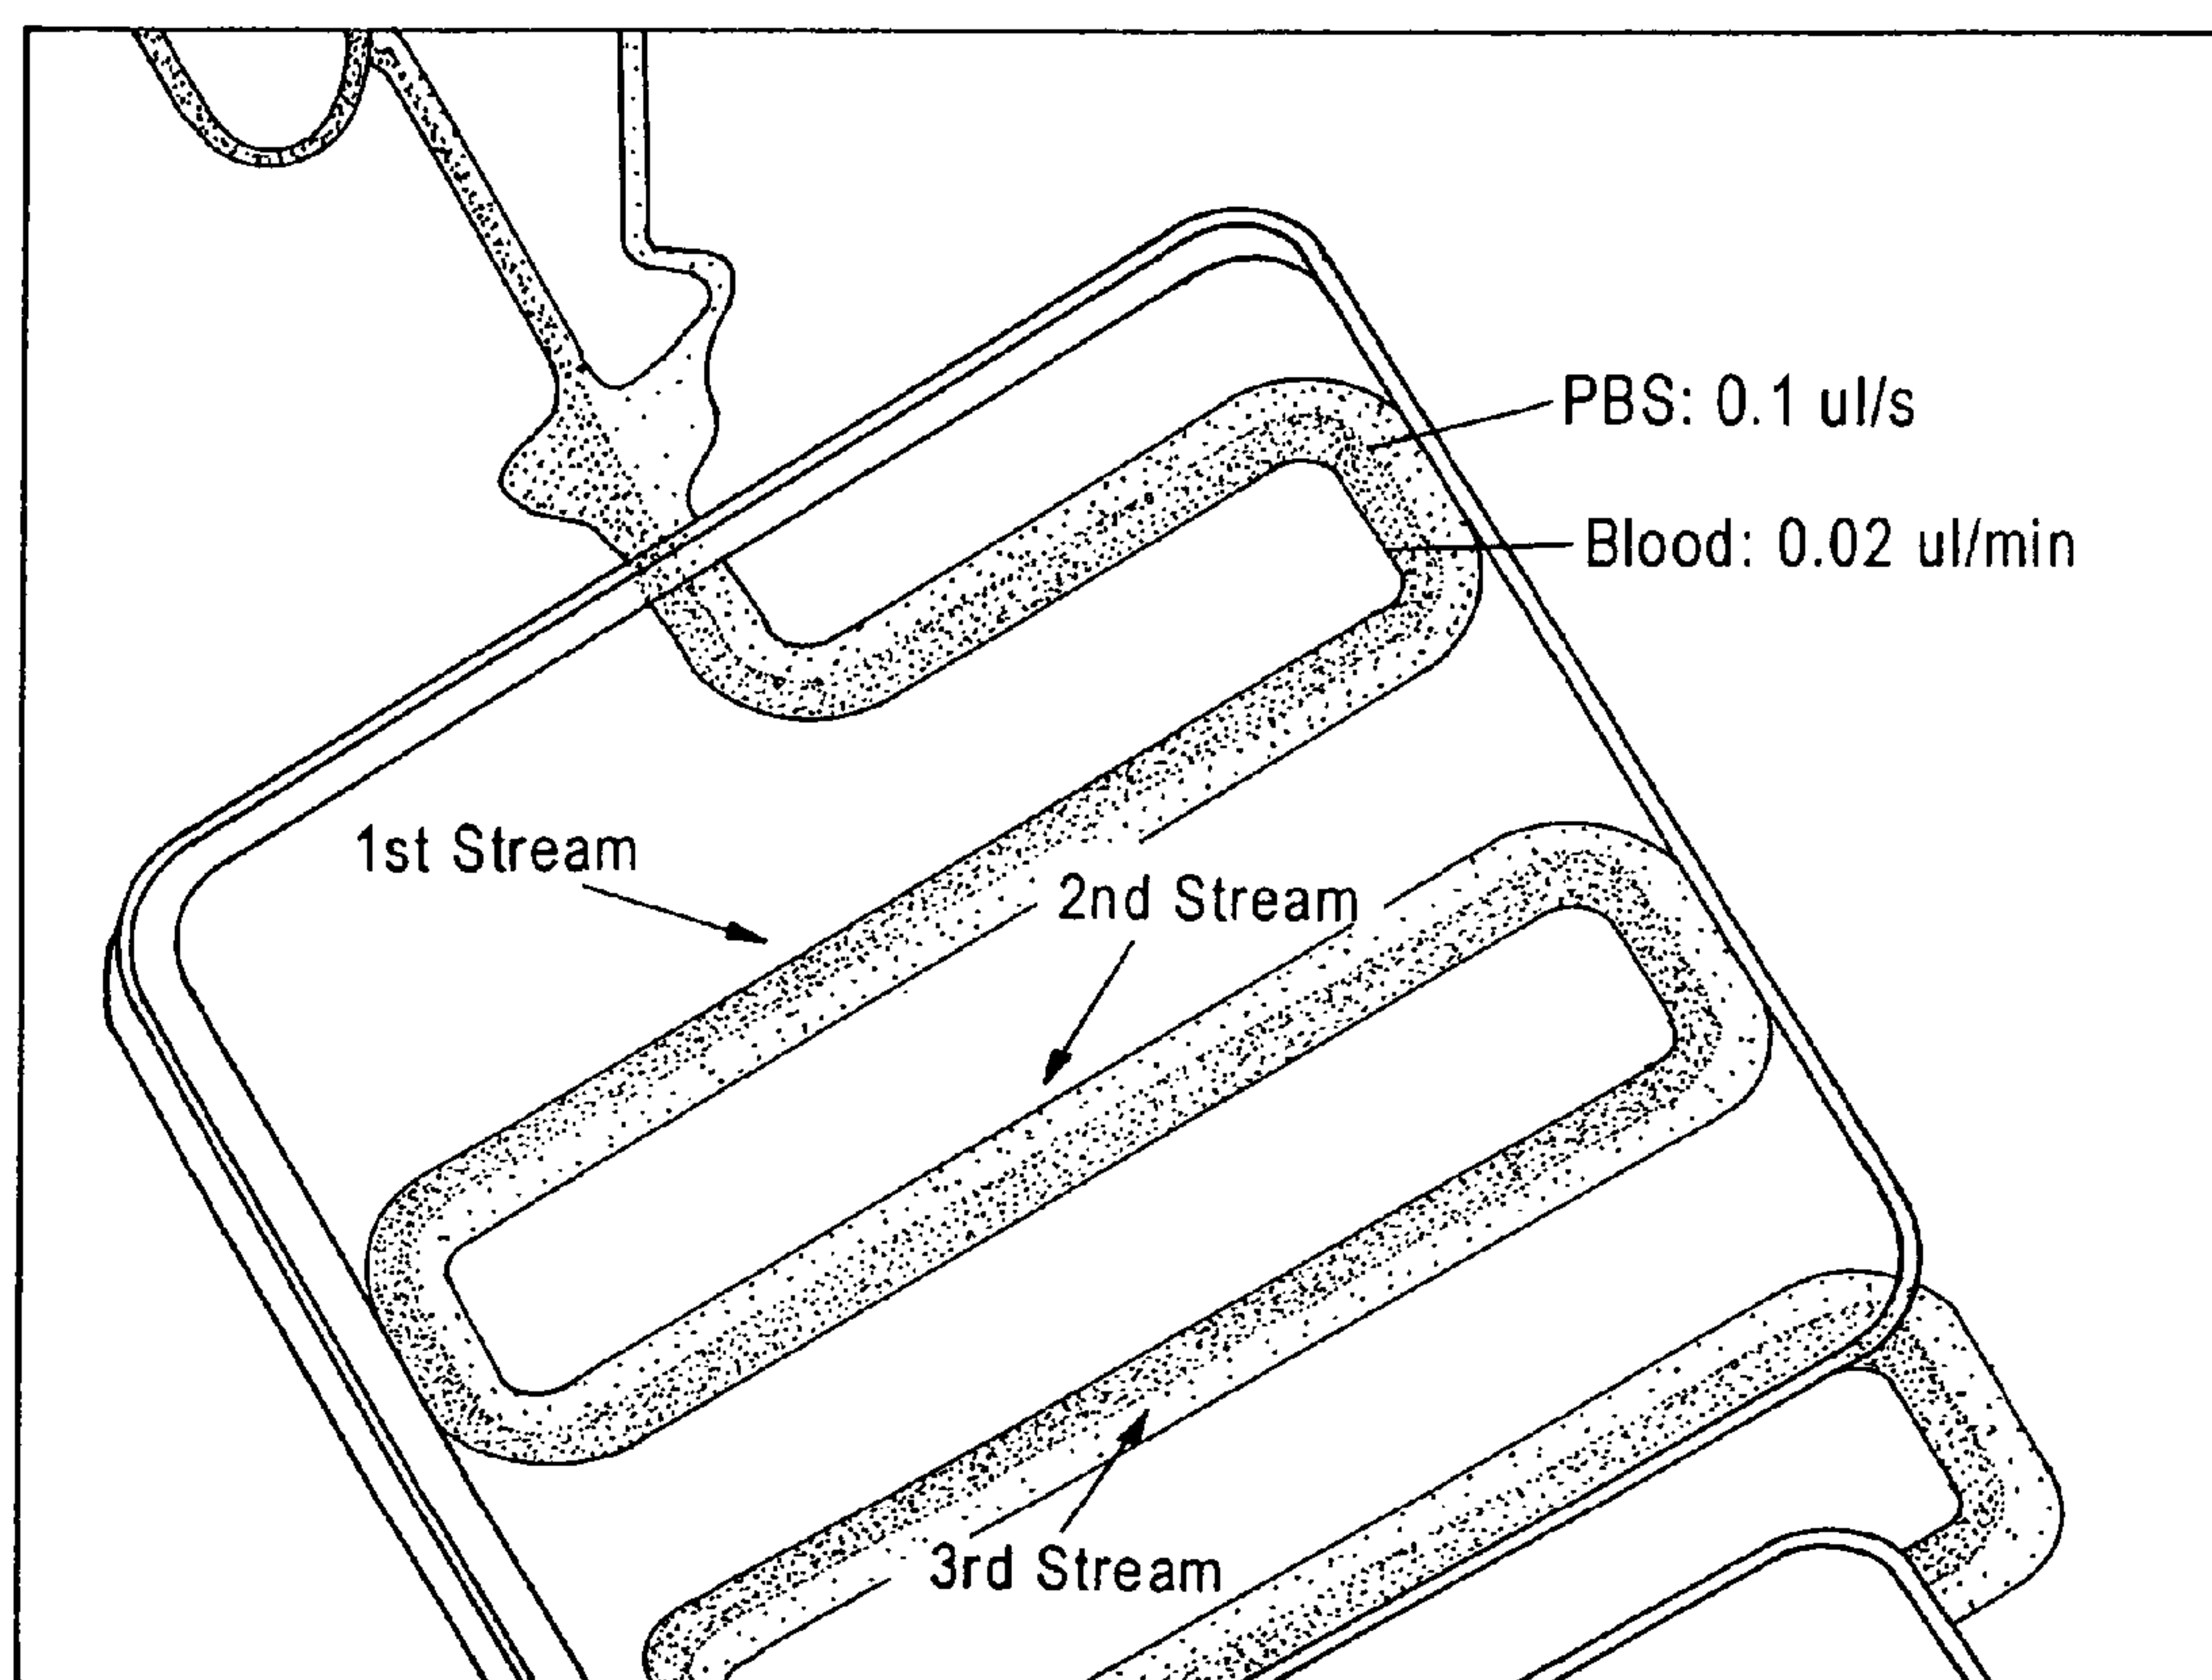 PBS: 0.1 ul/s
Blood: 0.02 ul/min
1st Stream
2nd Stream
3rd Stream